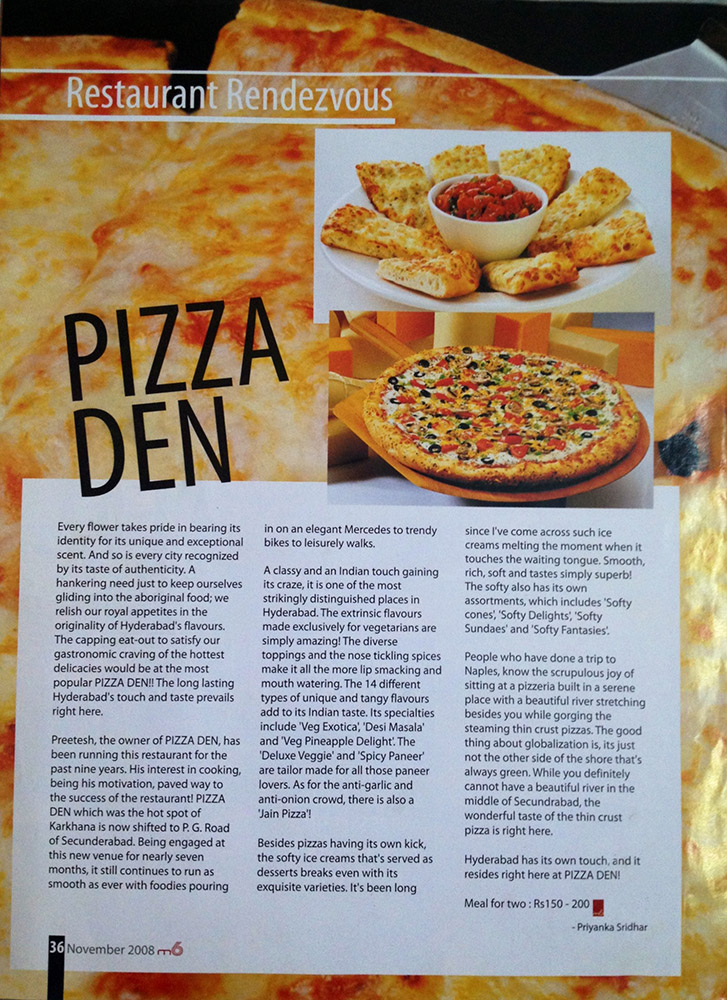 Restaurant Rendezvous
PIZZA
DEN
Every flower takes pride in bearing its
identity for its unique and exceptional
scent. And so is every city recognized
by its taste of authenticity. A
hankering need just to keep ourselves
gliding into the aboriginal food; we
relish our royal appetites in the
originality of Hyderabad's flavours.
The capping eat-out to satisfy our
gastronomic craving of the hottest
delicacies would be at the most
popular PIZZA DEN!! The long lasting
Hyderabad's touch and taste prevails
right here.
Preetesh, the owner of PIZZA DEN, has
been running this restaurant for the
past nine years. His interest in cooking,
being his motivation, paved way to
the success of the restaurant! PIZZA
DEN which was the hot spot of
Karkhana is now shifted to P. G. Road
of Secunderabad. Being engaged at
this new venue for nearly seven
months, it still continues to run as
smooth as ever with foodies pouring
in on an elegant Mercedes to trendy
bikes to leisurely walks.
A classy and an Indian touch gaining
its craze, it is one of the most
strikingly distinguished places in
Hyderabad. The extrinsic flavours
made exclusively for vegetarians are
simply amazing! The diverse
toppings and the nose tickling spices
make it all the more lip smacking and
mouth watering. The 14 different
types of unique and tangy flavours
add to its Indian taste. Its specialties
include 'Veg Exotica', 'Desi Masala'
and 'Veg Pineapple Delight'. The
'Deluxe Veggie' and 'Spicy Paneer'
are tailor made for all those paneer
lovers. As for the anti-garlic and
anti-onion crowd, there is also a
'Jain Pizza'!
Besides pizzas having its own kick,
the softy ice creams that's served as
desserts break even with its
exquisite varieties. It's been long
since I've come across such ice
creams melting the moment when it
touches the waiting tongue. Smooth,
rich, soft and tastes simply superb!
The softy also has its own
assortments, which includes 'Softy
cones', 'Softy Delights', 'Softy
Sundaes' and 'Softy Fantasies'.
People who have done a trip to
Naples, know the scrupulous joy of
sitting at a pizzeria built in a serene
place with a beautiful river stretching
besides you while gorging the
steaming thin crust pizzas. The good
thing about globalization is, its just
not the other side of the shore that's
always green. While you definitely
cannot have a beautiful river in the
middle of Secundrabad, the
wonderful taste of the thin crust
pizza is right here.
Hyderabad has its own touch, and it
resides right here at PIZZA DEN!
Meal for two : Rs150 - 200
- Priyanka Sridhar
36 November 2008 m6